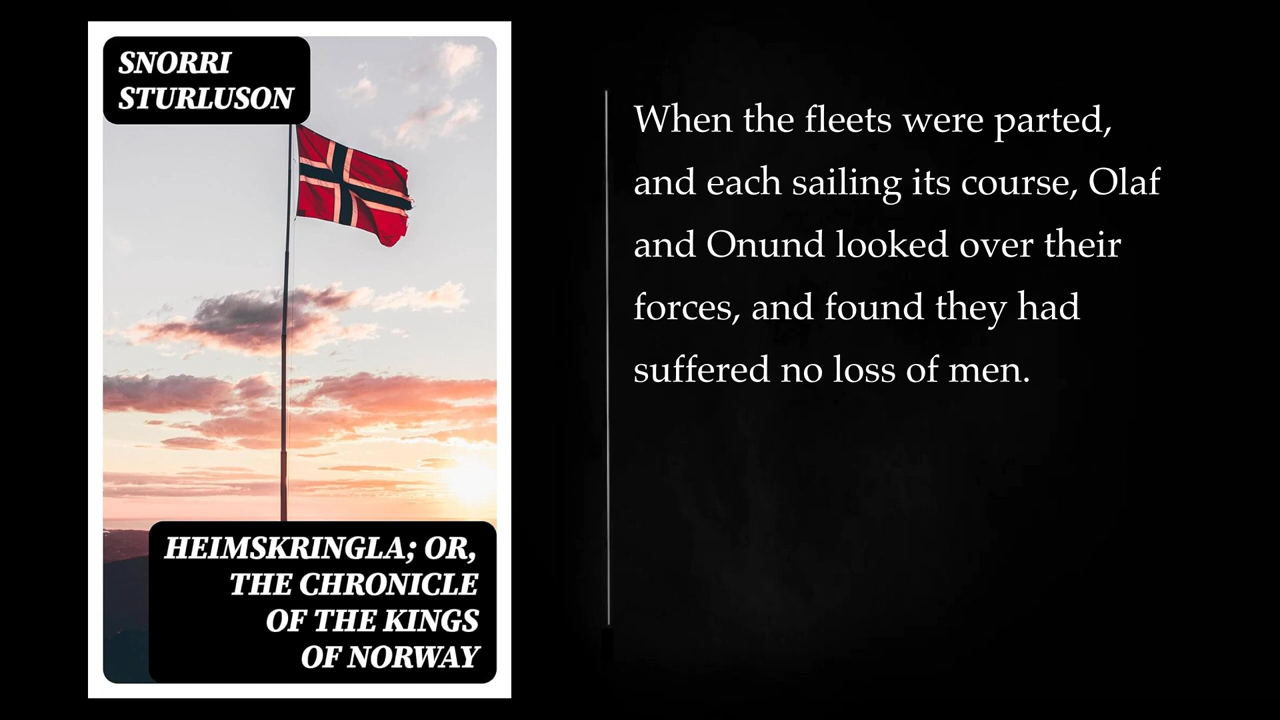 SNORRI
STURLUSON
HEIMSKRINGLA; OR,
THE CHRONICLE
OF THE KINGS
OF NORWAY
When the fleets were parted,
and each sailing its course, Olaf
and Onund looked over their
forces, and found they had
suffered no loss of men.